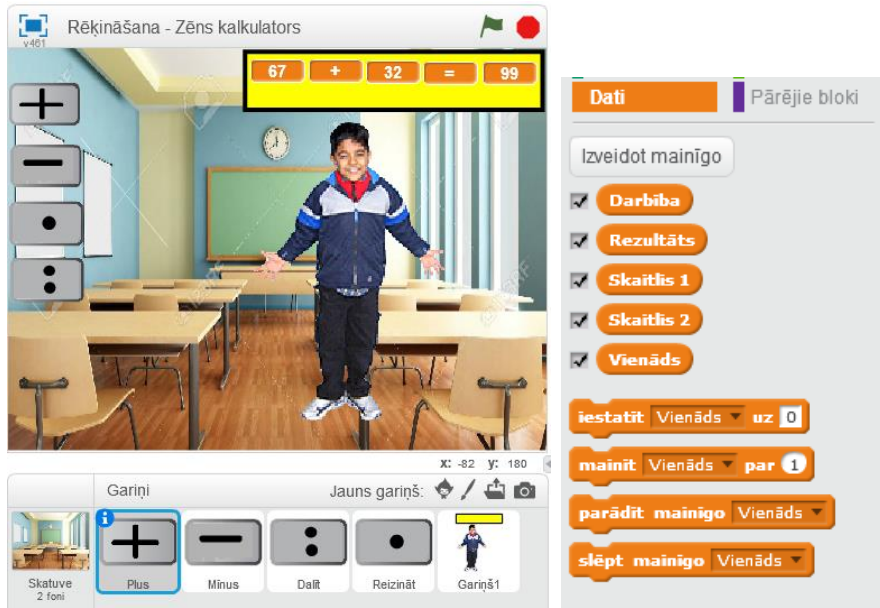 Rēķināšana - Zēns kalkulators
v461
67 + 32 = 99
X: -82 y: 180
Gariņi
Jauns gariņš:
Skatuve
2 foni
Plus
Mīnus
Dalīt
Reizināt
Gariņš1
Dati
Pārējie bloki
Izveidot mainīgo
Darbība
Rezultāts
Skaitlis 1
Skaitlis 2
Vienāds
iestatīt Vienāds uz 0
mainīt Vienāds par 1
parādīt mainīgo Vienāds
slēpt mainīgo Vienāds